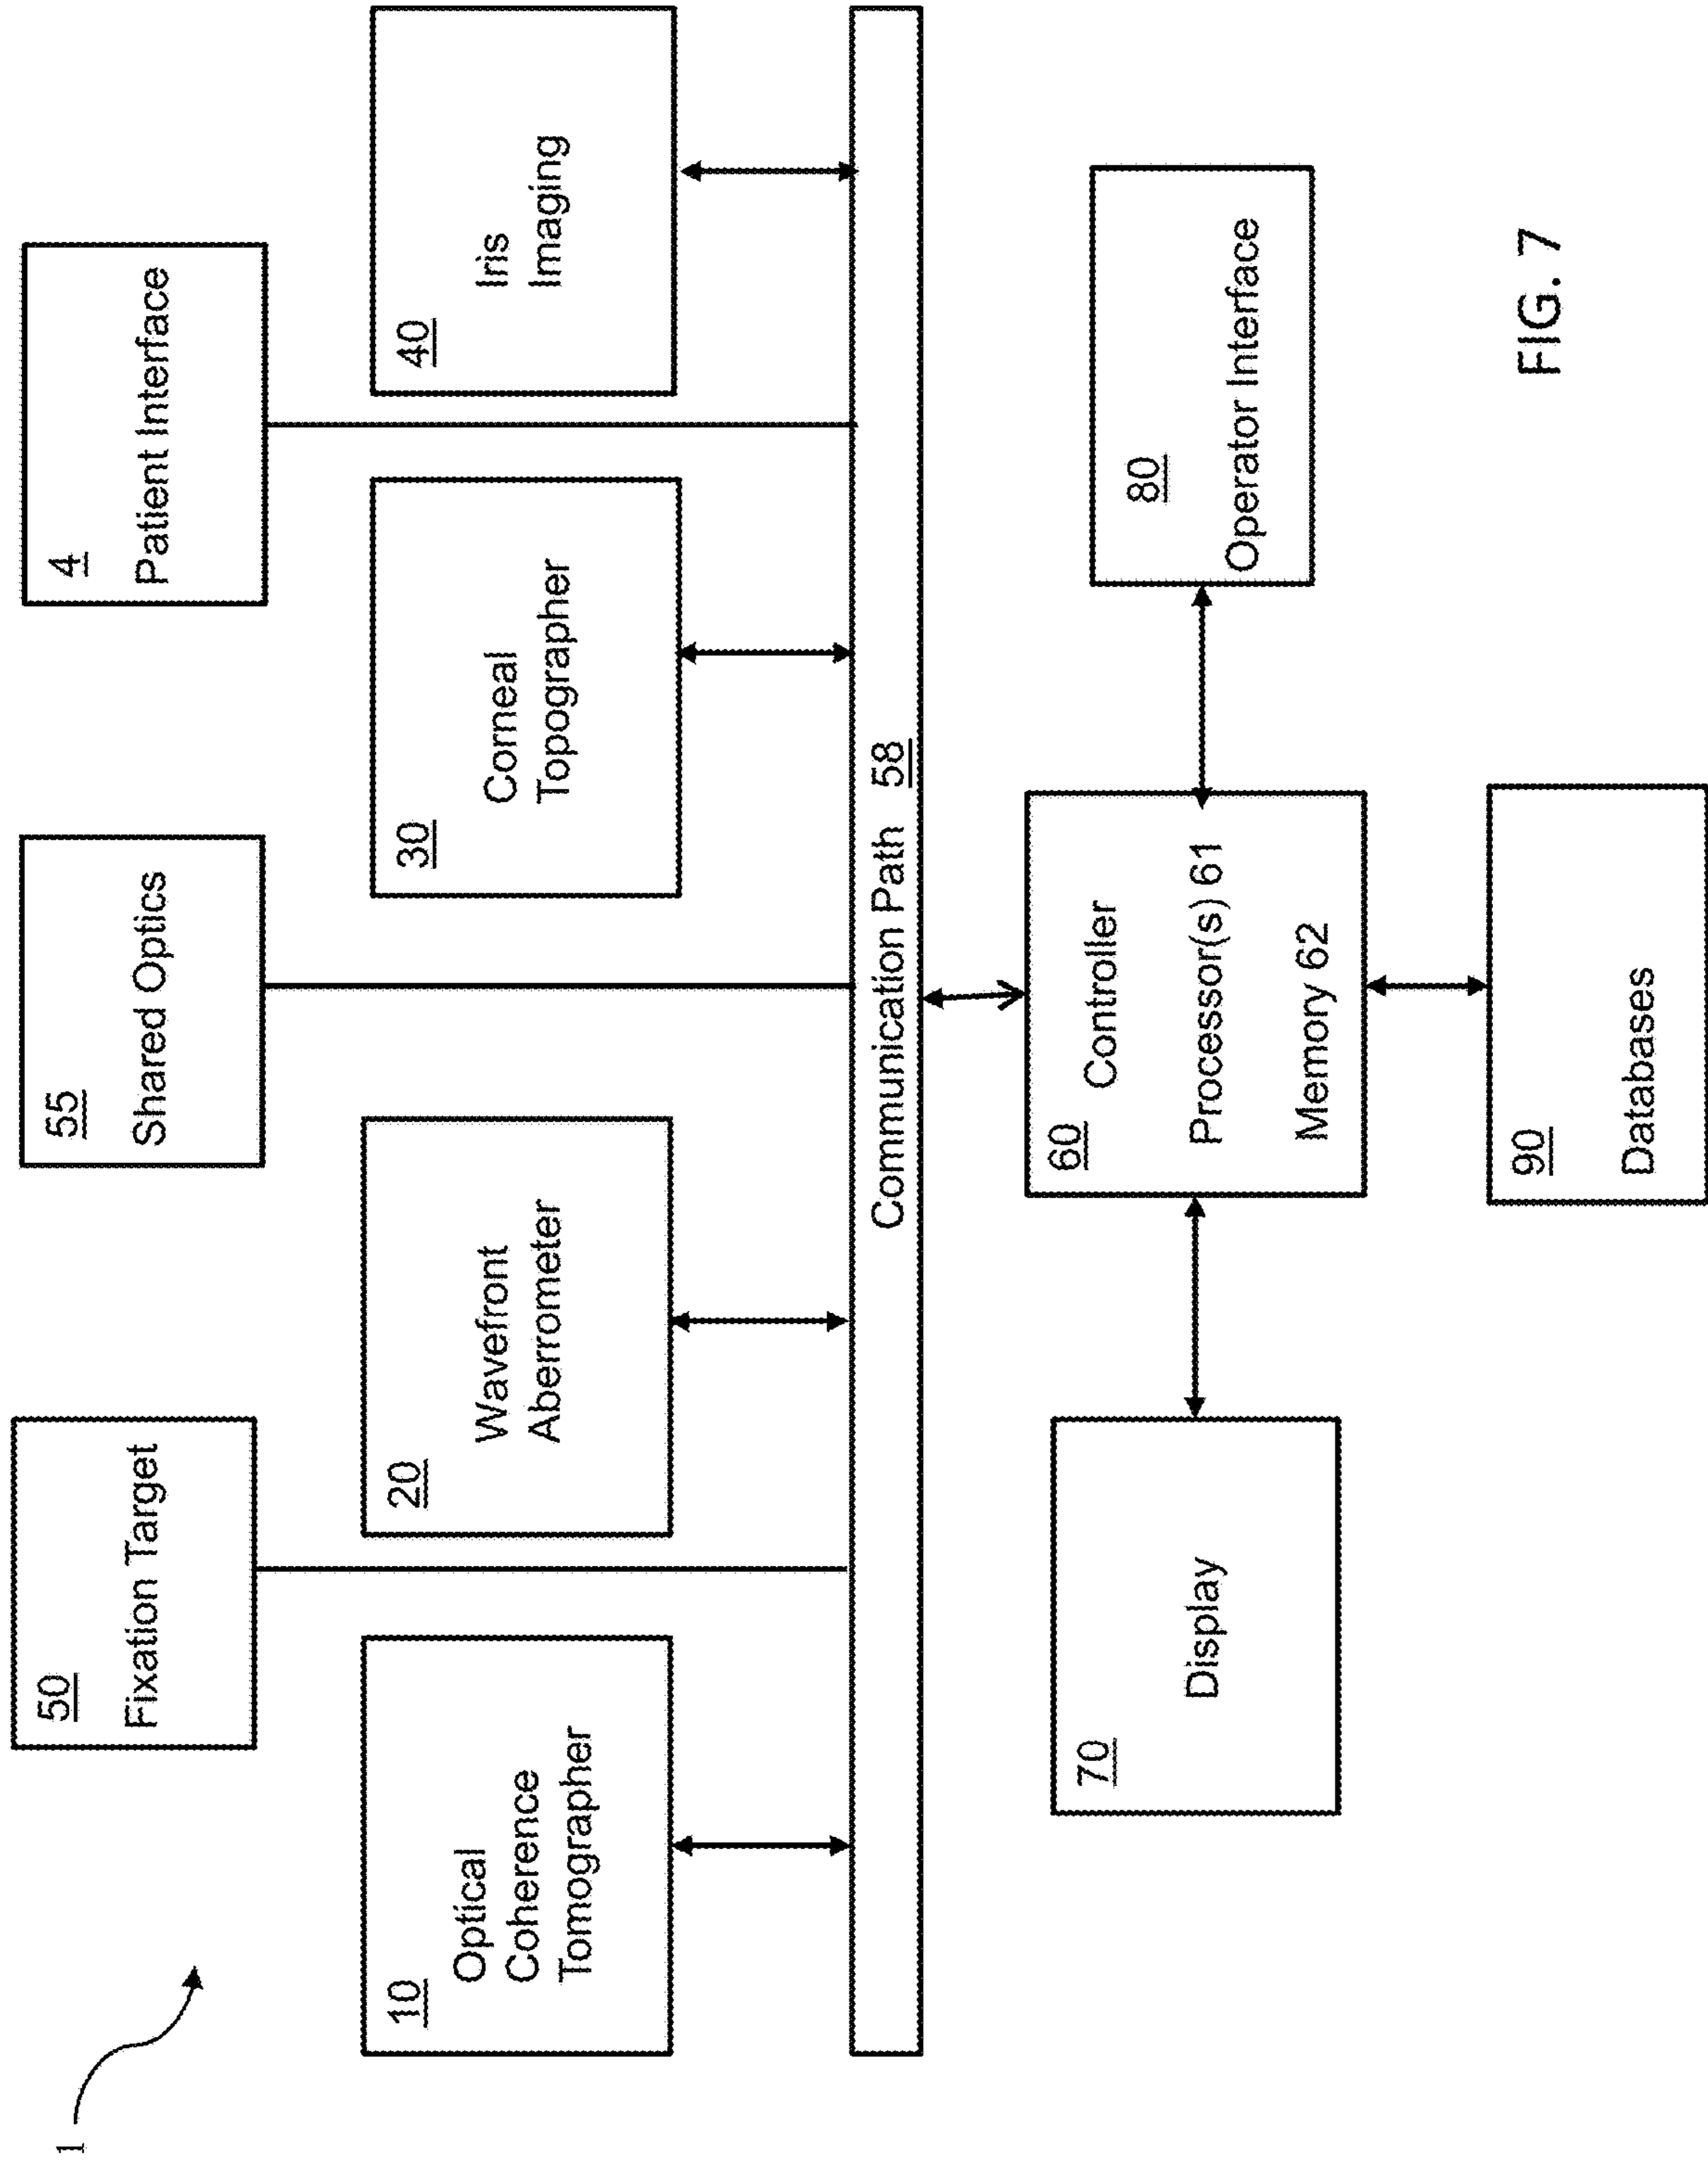 1
50
Fixation Target
55
Shared Optics
4
Patient Interface
10
Optical
Coherence
Tomographer
20
Wavefront
Aberrometer
30
Corneal
Topographer
40
Iris
Imaging
Communication Path 58
70
Display
60
Controller
Processor(s) 61
Memory 62
80
Operator Interface
90
Databases
FIG. 7